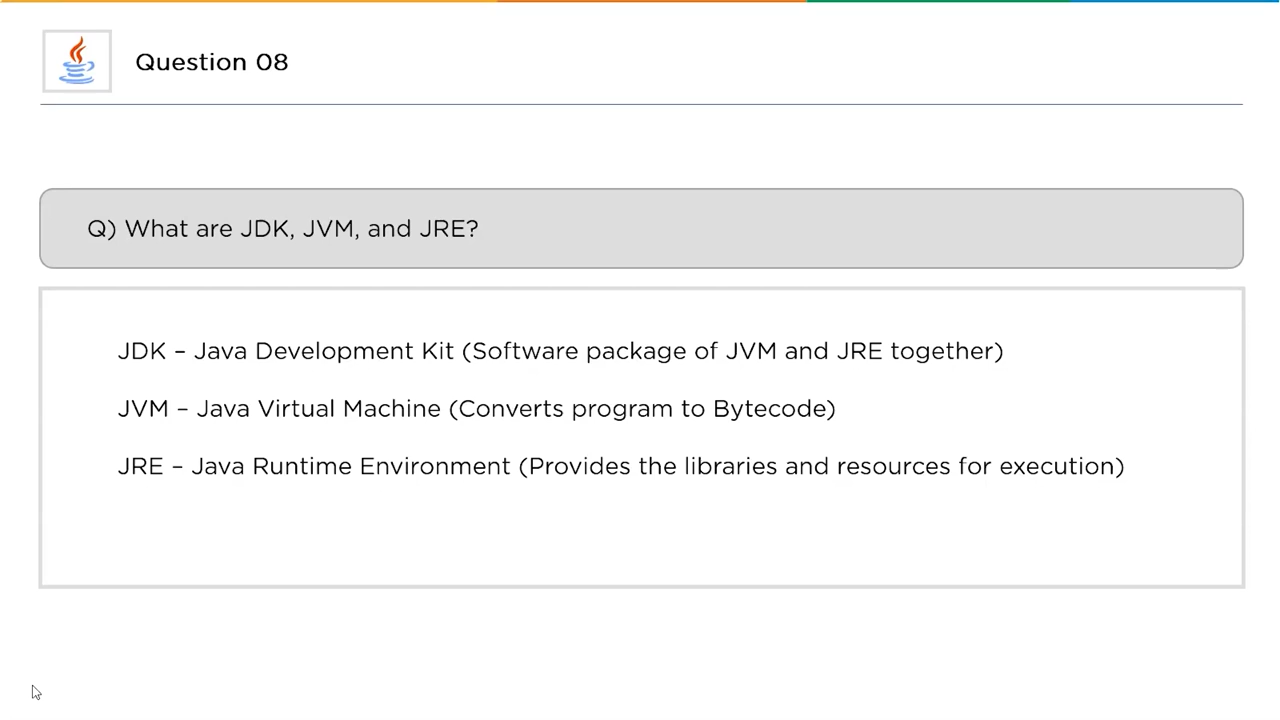 Question 08
Q) What are JDK, JVM, and JRE?
JDK – Java Development Kit (Software package of JVM and JRE together)
JVM – Java Virtual Machine (Converts program to Bytecode)
JRE – Java Runtime Environment (Provides the libraries and resources for execution)